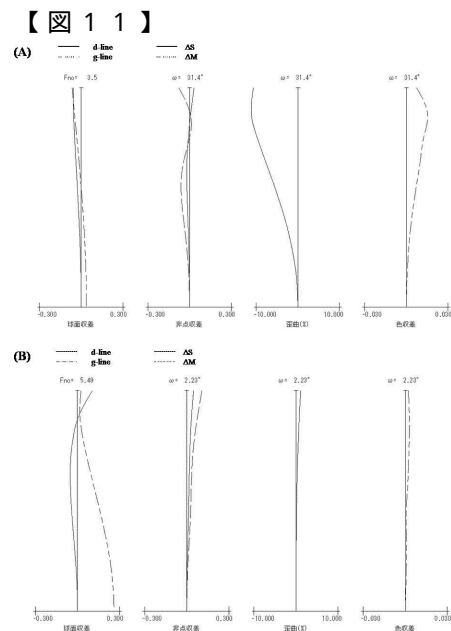 【図１１】
(A) d-line ΔS
g-line ΔM
Fno= 3.5 ω= 31.4° ω= 31.4° ω= 31.4°
-0.300 0.300 -0.300 0.300 -10.000 10.000 -0.030 0.030
球面収差 非点収差 歪曲(%) 色収差
(B) d-line ΔS
g-line ΔM
Fno= 5.49 ω= 2.23° ω= 2.23° ω= 2.23°
-0.300 0.300 -0.300 0.300 -10.000 10.000 -0.030 0.030
球面収差 非点収差 歪曲(%) 色収差